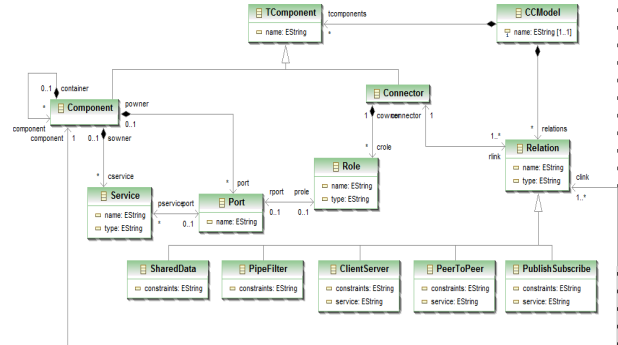 TComponent
name: EString
tcomponents
*
CCModel
name: EString [1..1]
container
0..1
*
Component
component
component
1
powner
0..1
0..1
sowner
Connector
1
cowner
connector
1
*
relations
cservice
*
port
*
crole
*
1..*
rlink
Relation
name: EString
type: EString
clink
1..*
Role
name: EString
type: EString
Service
name: EString
type: EString
pservice
port
*
0..1
Port
name: EString
rport
prole
0..1
0..1
SharedData
constraints: EString
PipeFilter
constraints: EString
ClientServer
constraints: EString
service: EString
PeerToPeer
constraints: EString
service: EString
PublishSubscribe
constraints: EString
service: EString